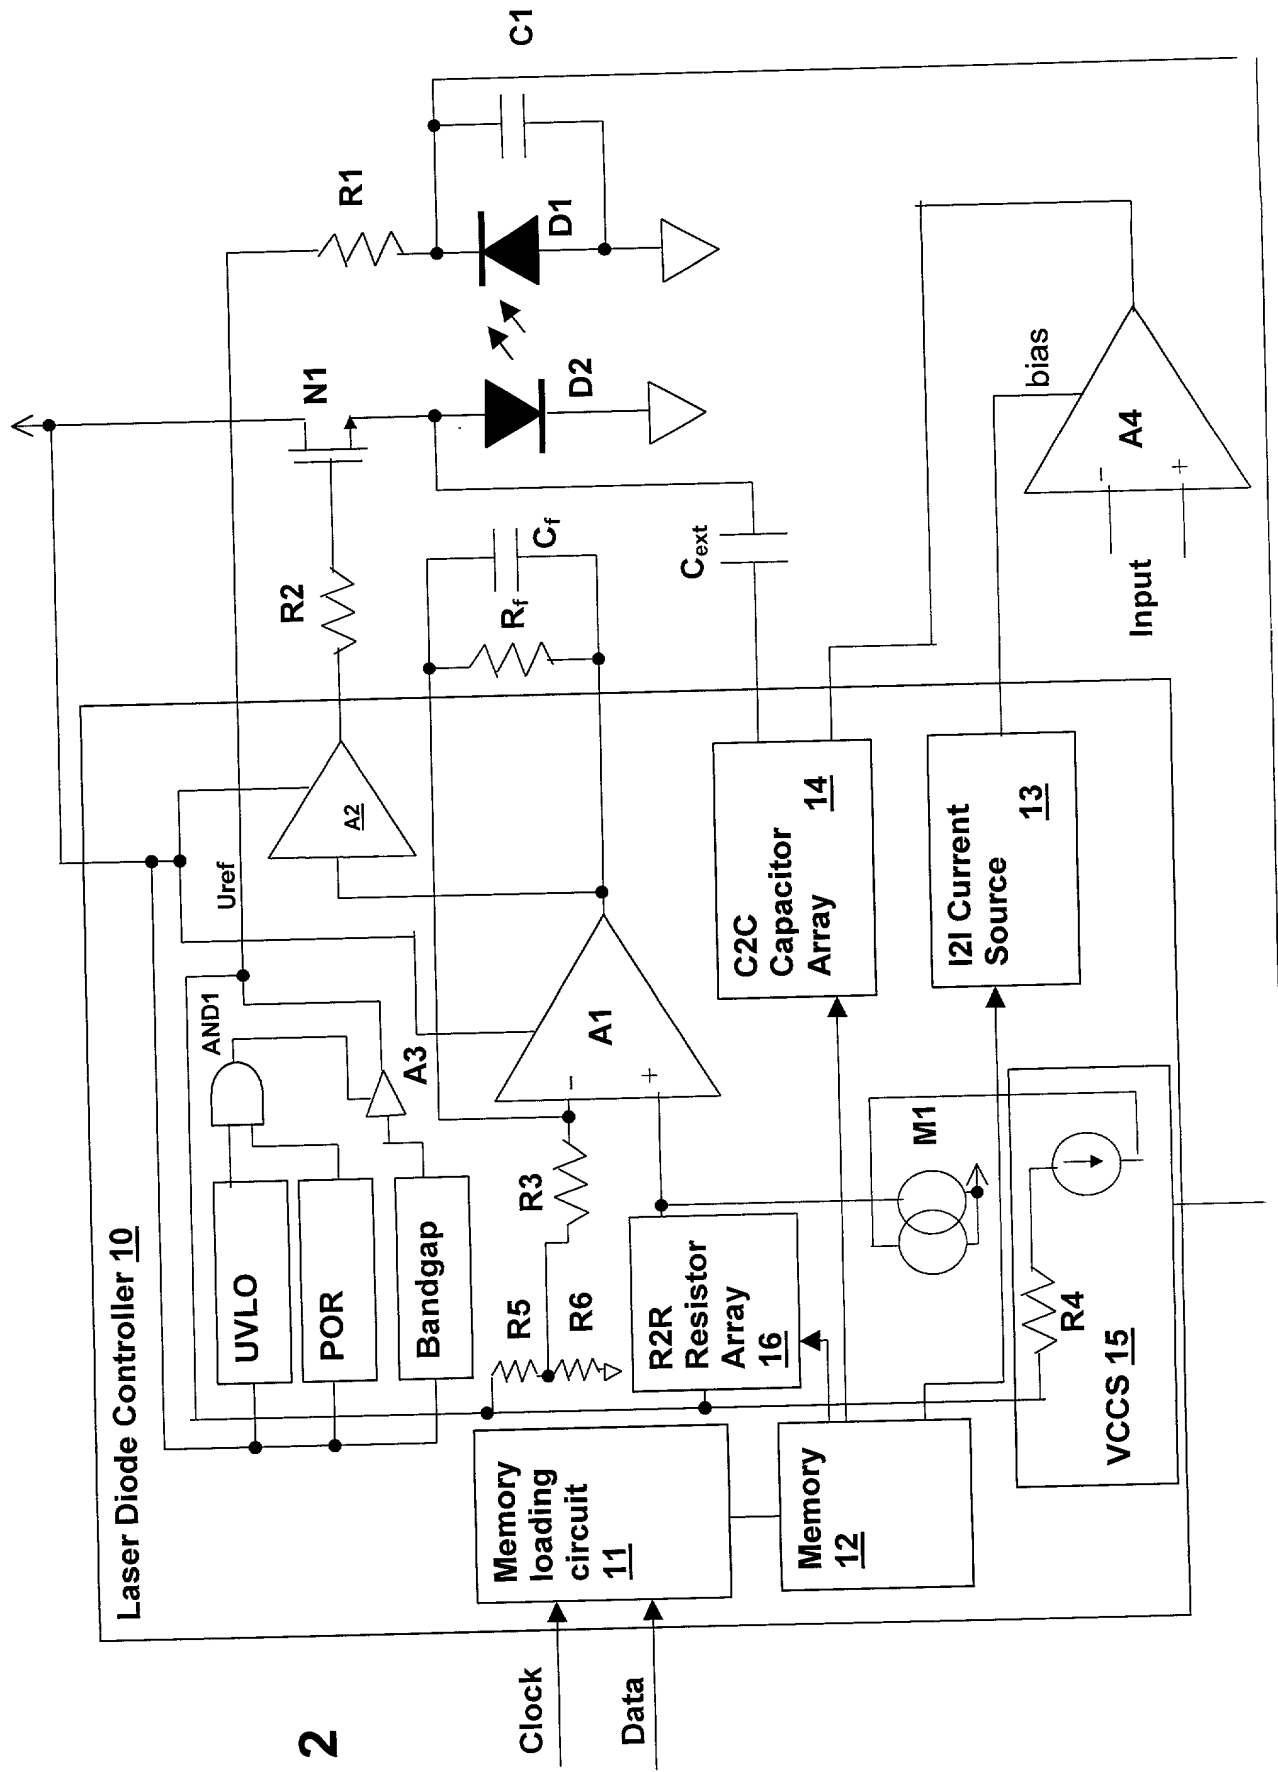 2
Laser Diode Controller 10
Clock
Data
Memory
loading
circuit
11
Memory
12
UVLO
POR
Bandgap
AND1
A3
Uref
R5
R6
R3
R2R
Resistor
Array
16
VCCS 15
R4
M1
A1
−
+
A2
C2C
Capacitor
Array
14
I2I Current
Source
13
R2
Rf
Cf
Cext
N1
D2
R1
D1
C1
Input
A4
−
+
bias